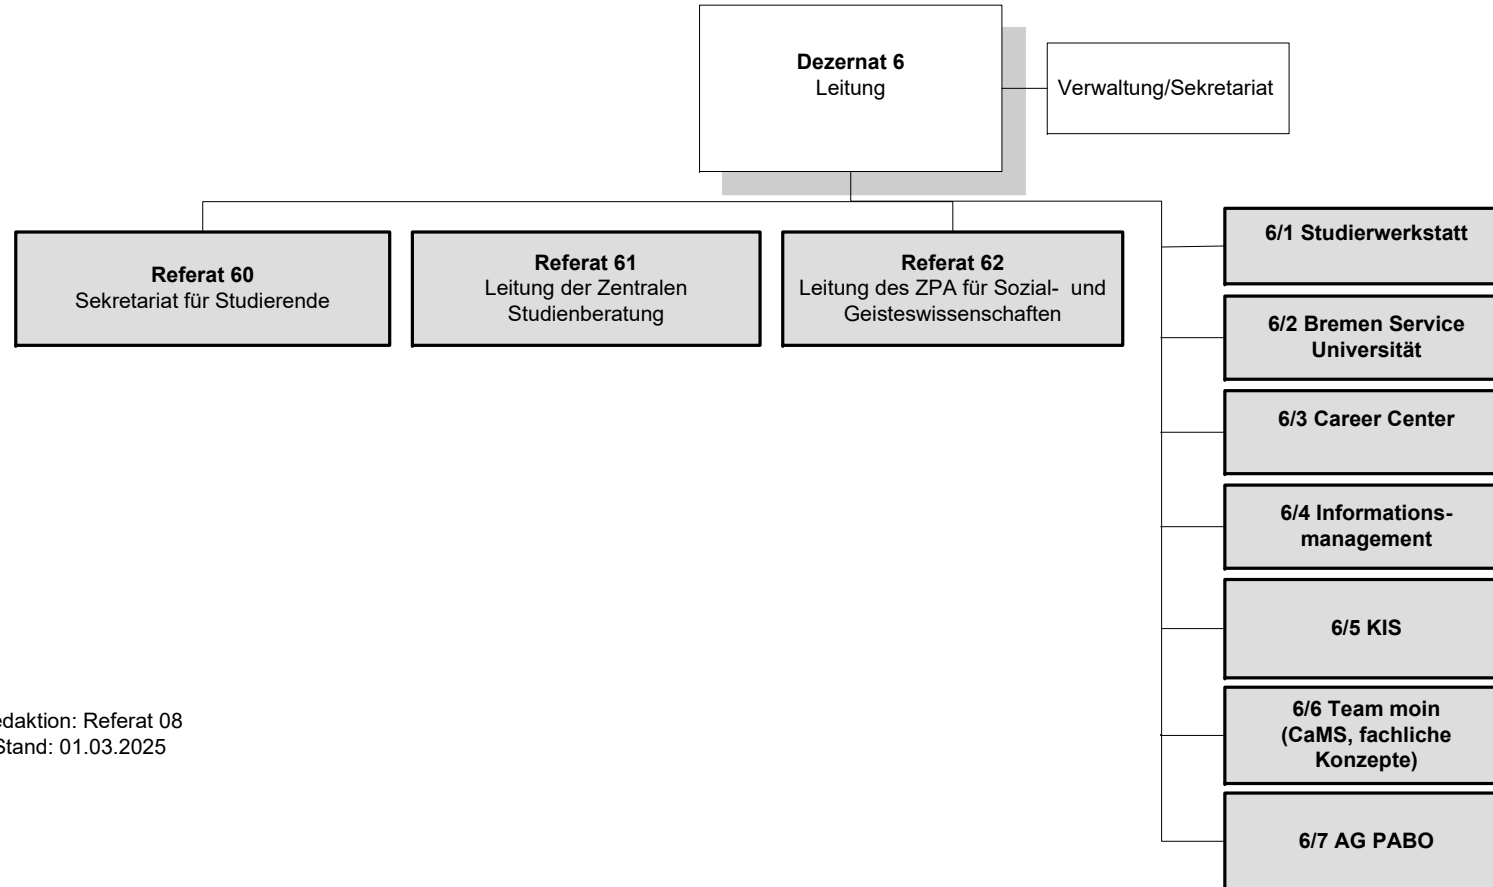 Dezernat 6
Leitung
Verwaltung/Sekretariat
Referat 60
Sekretariat für Studierende
Referat 61
Leitung der Zentralen
Studienberatung
Referat 62
Leitung des ZPA für Sozial- und
Geisteswissenschaften
6/1 Studierwerkstatt
6/2 Bremen Service
Universität
6/3 Career Center
6/4 Informations-
management
6/5 KIS
6/6 Team moin
(CaMS, fachliche
Konzepte)
6/7 AG PABO
edaktion: Referat 08
Stand: 01.03.2025